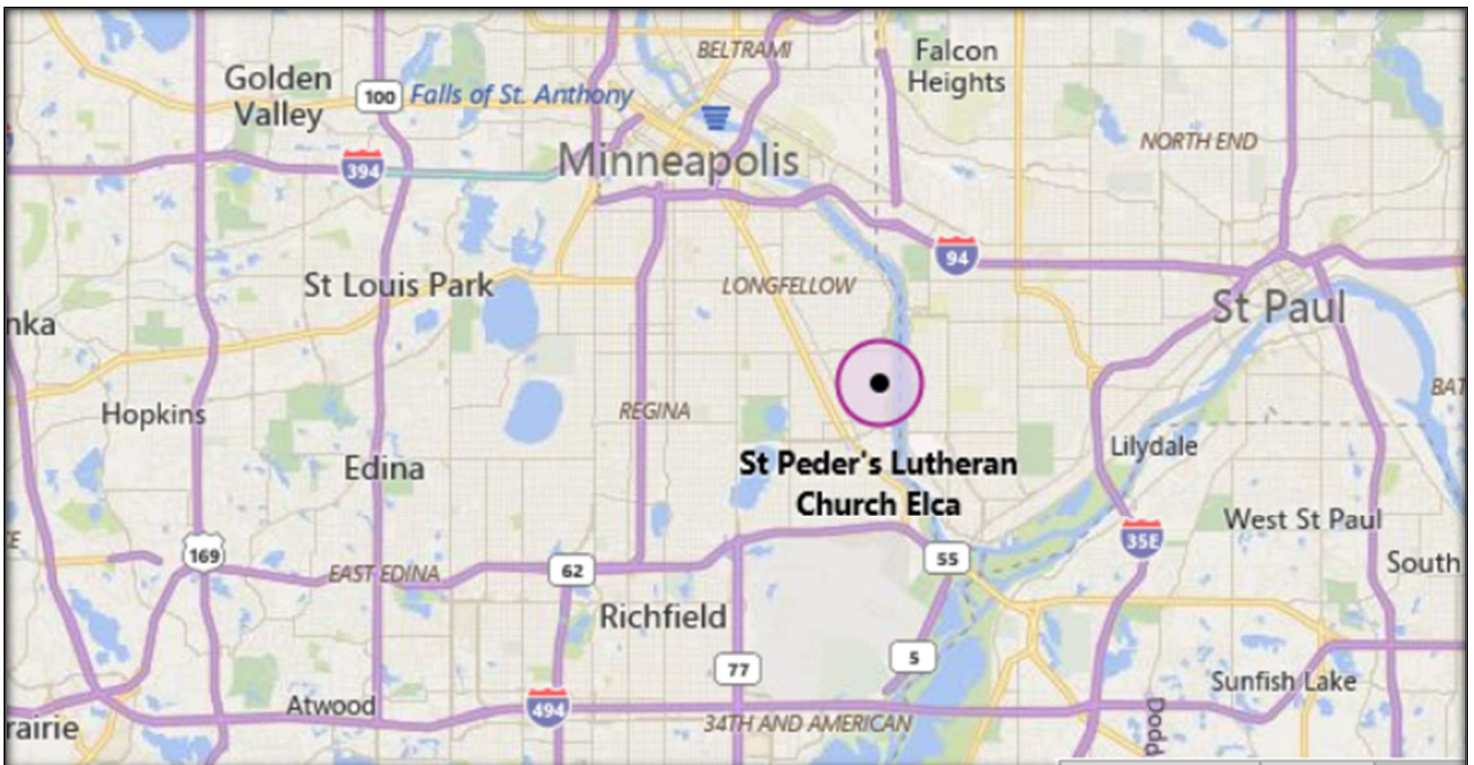 BELTRAMI
Falcon
Heights
Golden
Valley
100
Falls of St. Anthony
NORTH END
Minneapolis
394
94
LONGFELLOW
St Louis Park
St Paul
nka
BAT
Hopkins
REGINA
Lilydale
Edina
St Peder's Lutheran
Church Elca
West St Paul
35E
169
55
South
62
EAST EDINA
Richfield
5
77
Sunfish Lake
Atwood
494
34TH AND AMERICAN
rairie
Dodd